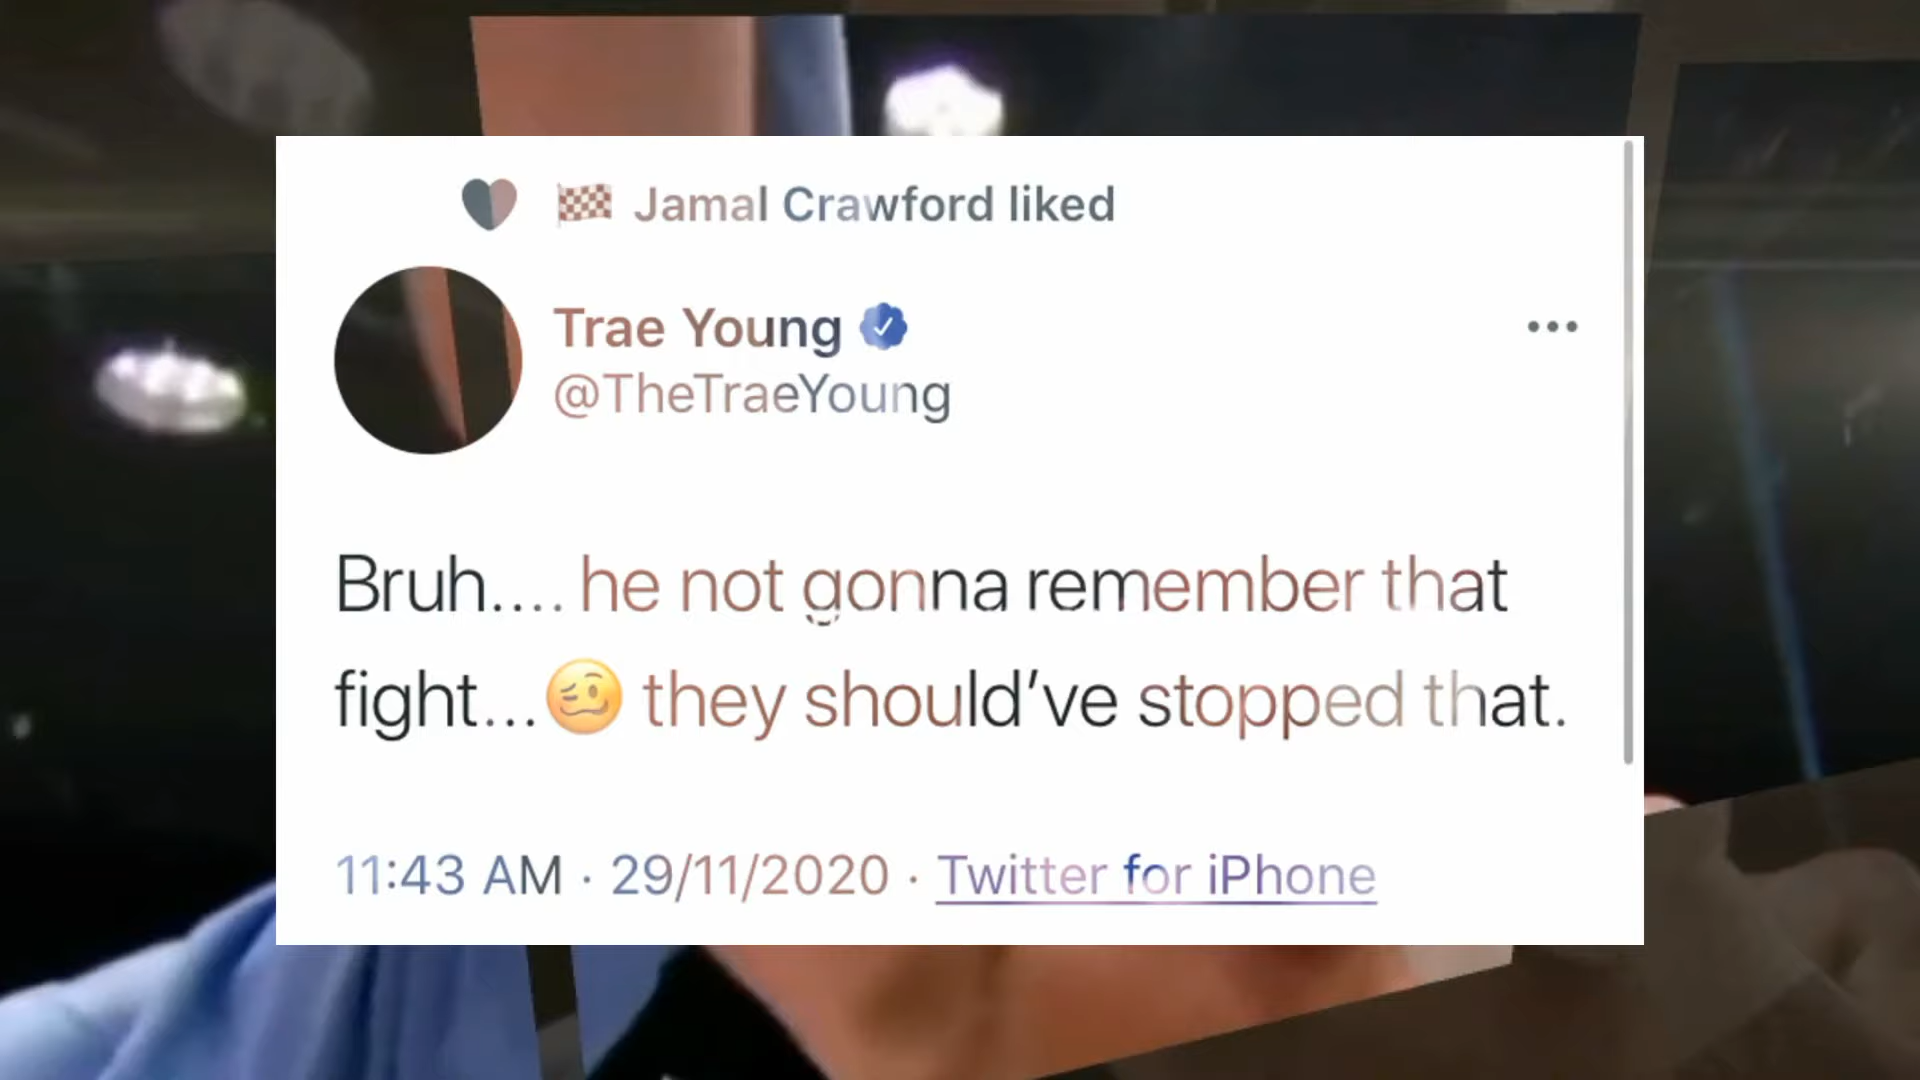 🏁 Jamal Crawford liked
Trae Young
@TheTraeYoung
Bruh.... he not gonna remember that
fight...🥴 they should've stopped that.
11:43 AM · 29/11/2020 · Twitter for iPhone